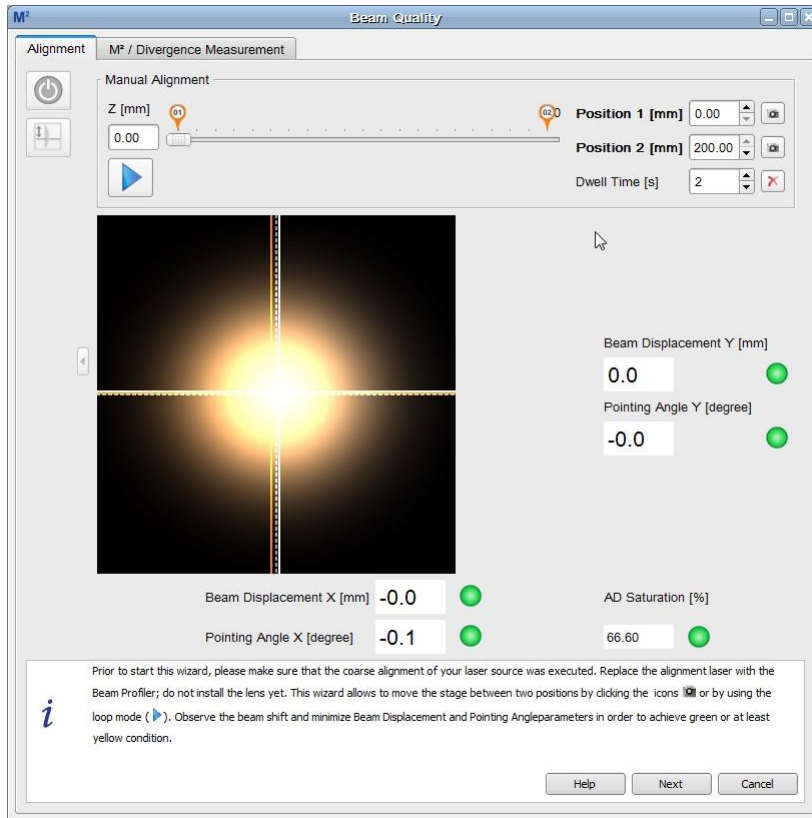 M² Beam Quality
Alignment M² / Divergence Measurement
Manual Alignment
Z [mm]
01 02 0 Position 1 [mm] 0.00
0.00
Position 2 [mm] 200.00
Dwell Time [s] 2
Beam Displacement Y [mm]
0.0
Pointing Angle Y [degree]
-0.0
Beam Displacement X [mm] -0.0 AD Saturation [%]
Pointing Angle X [degree] -0.1 66.60
Prior to start this wizard, please make sure that the coarse alignment of your laser source was executed. Replace the alignment laser with the
Beam Profiler; do not install the lens yet. This wizard allows to move the stage between two positions by clicking the icons or by using the
loop mode ( ). Observe the beam shift and minimize Beam Displacement and Pointing Angleparameters in order to achieve green or at least
yellow condition.
i
Help Next Cancel